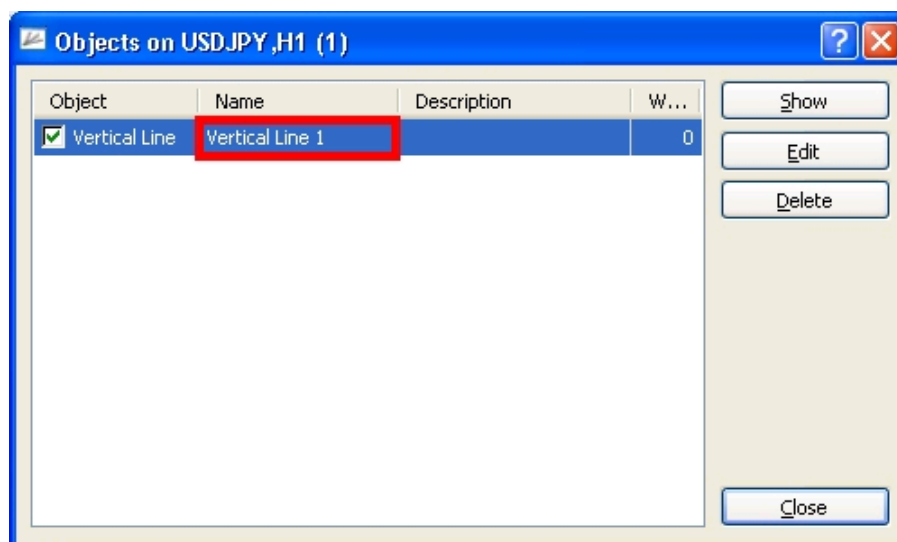 Objects on USDJPY,H1 (1)
Object Name Description W...
Vertical Line Vertical Line 1 0
Show
Edit
Delete
Close